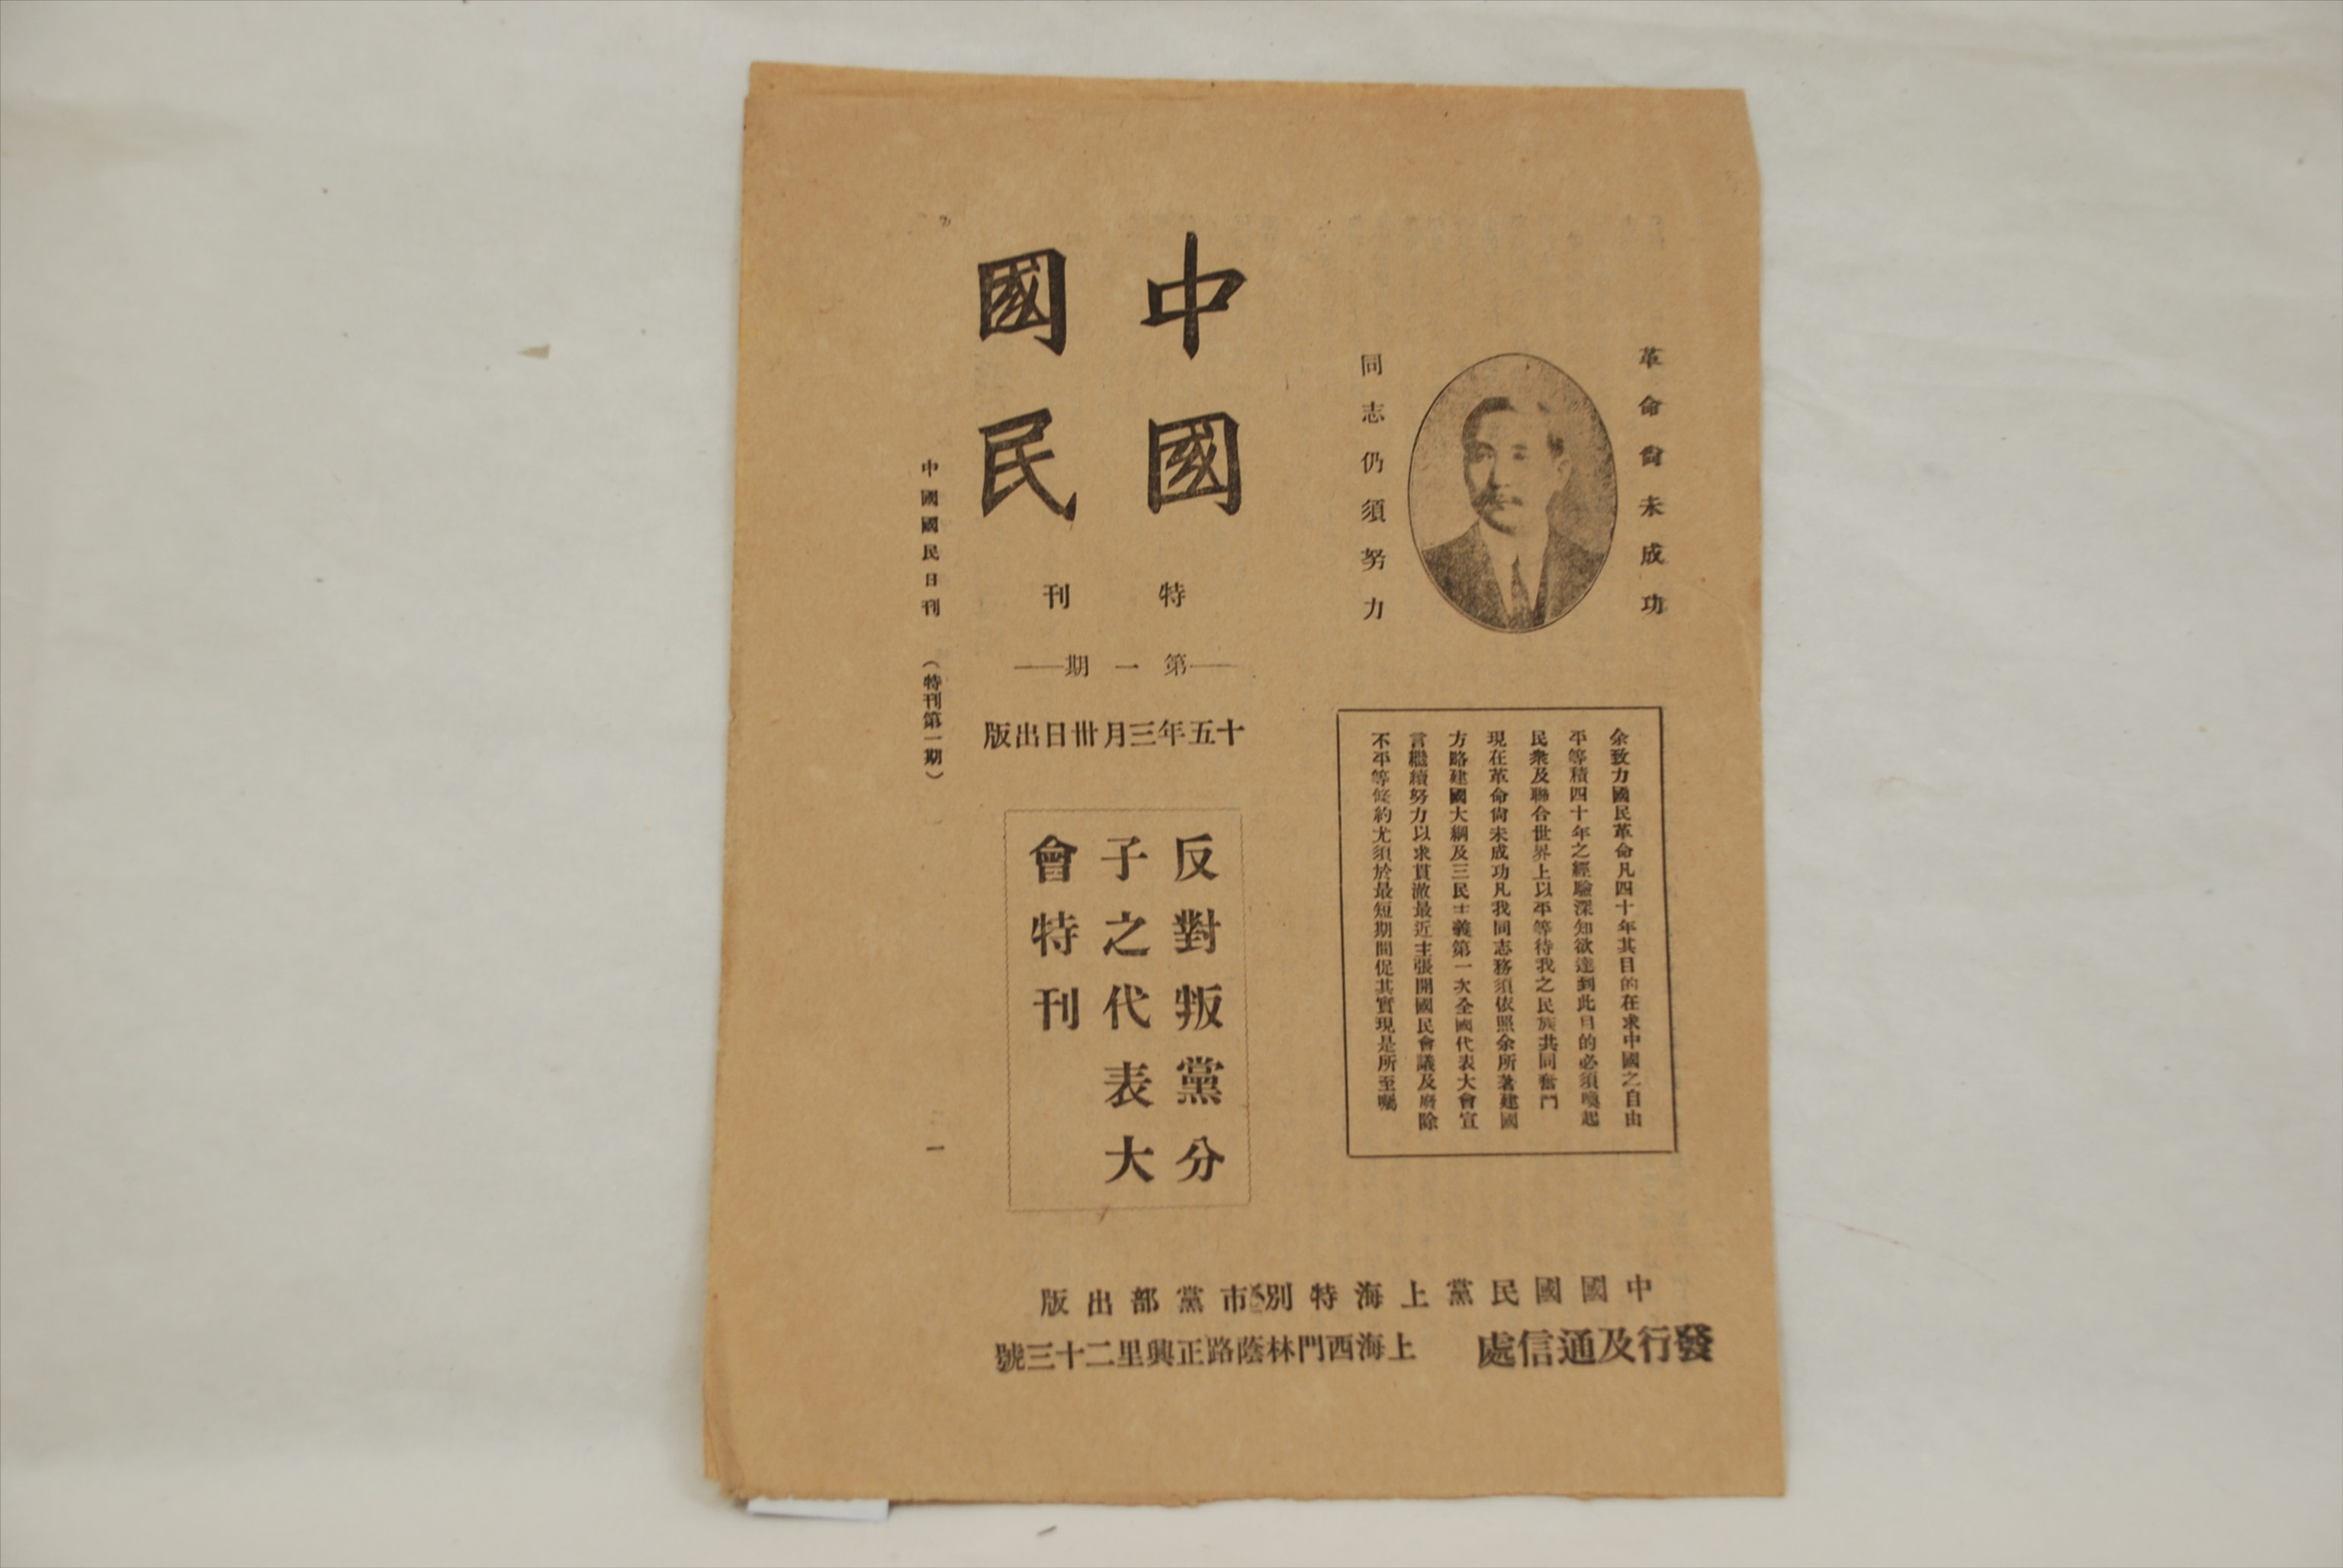 革命尙未成功
同志仍須努力
余致力國民革命凡四十年其目的在求中國之自由
平等積四十年之經驗深知欲達到此目的必須喚起
民衆及聯合世界上以平等待我之民族共同奮鬥
現在革命尙未成功凡我同志務須依照余所著建國
方略建國大綱及三民主義第一次全國代表大會宣
言繼續努力以求貫澈最近主張開國民會議及廢除
不平等條約尤須於最短期間促其實現是所至囑
中國
國民
特刊
第一期
十五年三月卅日出版
反對叛黨分
子之代表大
會特刊
中國國民日刊 （特刊第一期） 一
中國國民黨上海特別市黨部出版
發行及通信處 上海西門林蔭路正興里二十三號